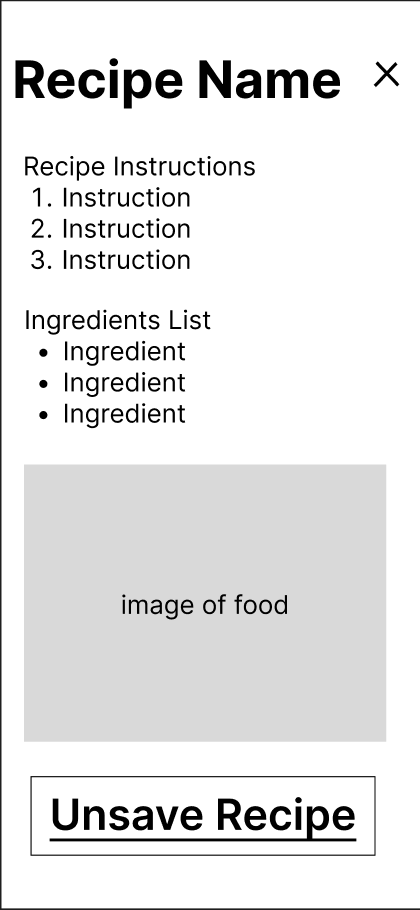 Recipe Name
Recipe Instructions
1. Instruction
2. Instruction
3. Instruction
Ingredients List
• Ingredient
• Ingredient
• Ingredient
image of food
Unsave Recipe